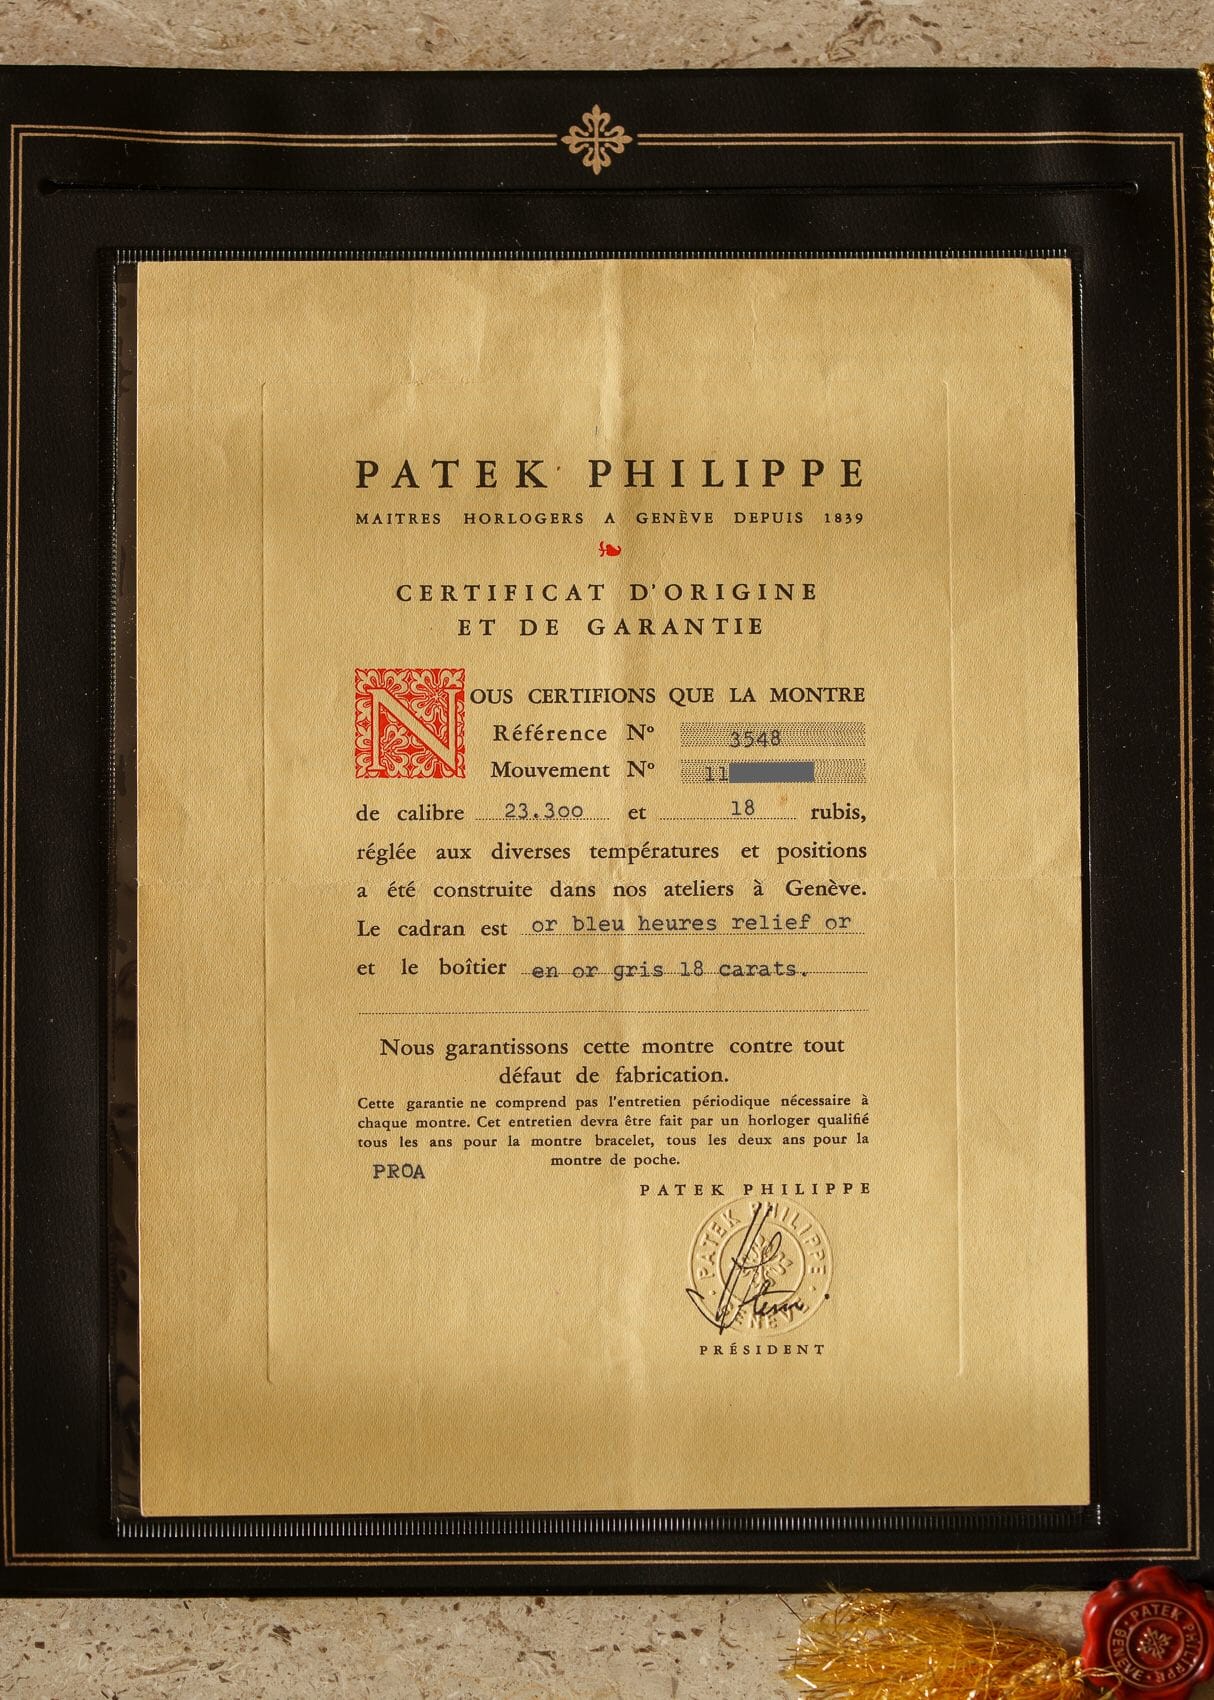 PATEK PHILIPPE
MAITRES HORLOGERS A GENÈVE DEPUIS 1839
CERTIFICAT D'ORIGINE
ET DE GARANTIE
NOUS CERTIFIONS QUE LA MONTRE
Référence Nº 3548
Mouvement Nº 11
de calibre 23.300 et 18 rubis,
réglée aux diverses températures et positions
a été construite dans nos ateliers à Genève.
Le cadran est or bleu heures relief or
et le boîtier en or gris 18 carats.
Nous garantissons cette montre contre tout
défaut de fabrication.
Cette garantie ne comprend pas l'entretien périodique nécessaire à
chaque montre. Cet entretien devra être fait par un horloger qualifié
tous les ans pour la montre bracelet, tous les deux ans pour la
montre de poche.
PROA
PATEK PHILIPPE
PATEK PHILIPPE
GENÈVE
PRÉSIDENT
PATEK PHILIPPE
GENÈVE